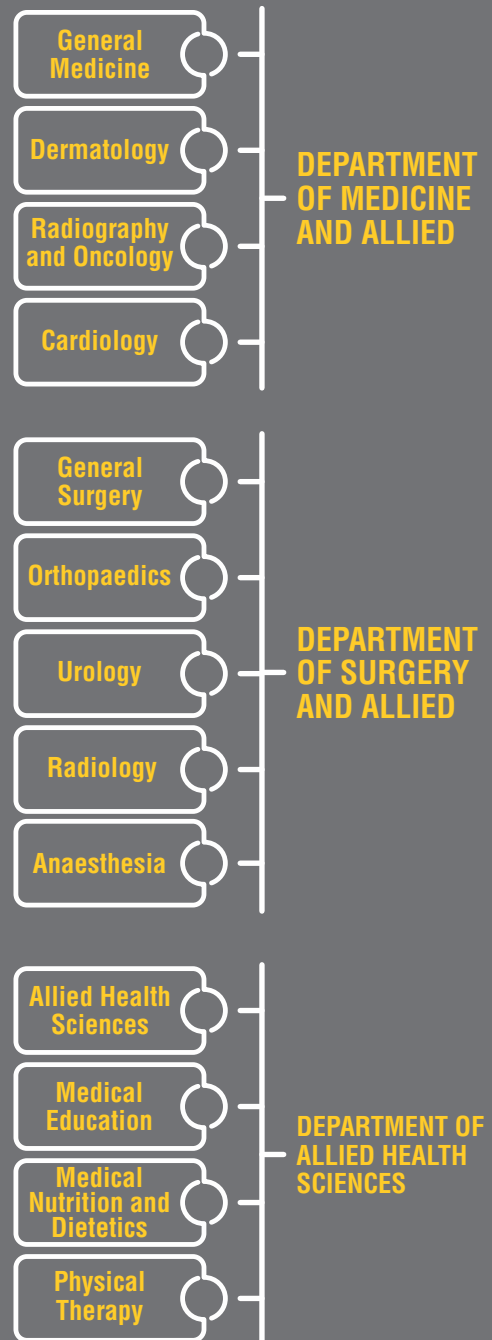 General
Medicine
Dermatology
Radiography
and Oncology
Cardiology
DEPARTMENT
OF MEDICINE
AND ALLIED
General
Surgery
Orthopaedics
Urology
Radiology
Anaesthesia
DEPARTMENT
OF SURGERY
AND ALLIED
Allied Health
Sciences
Medical
Education
Medical
Nutrition and
Dietetics
Physical
Therapy
DEPARTMENT OF
ALLIED HEALTH
SCIENCES